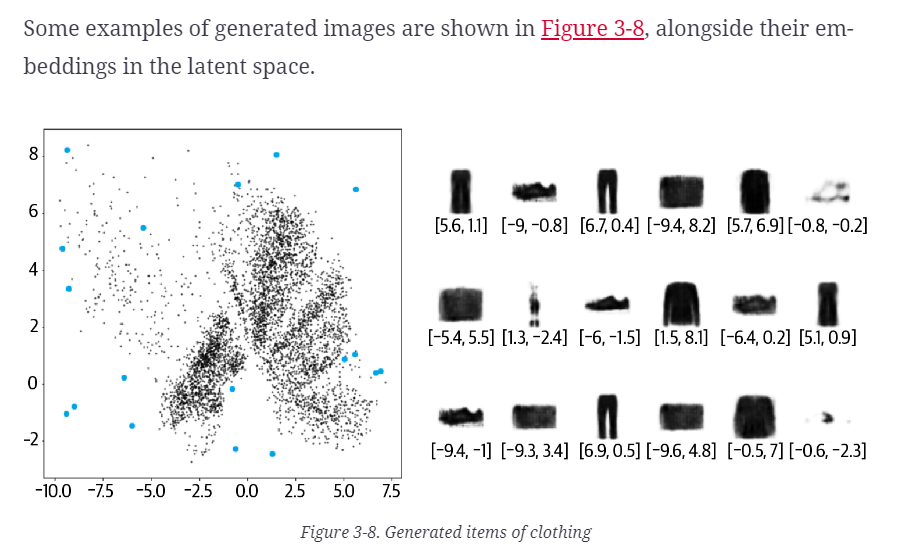 Some examples of generated images are shown in Figure 3-8, alongside their em-
beddings in the latent space.
8
6
4
2
0
−2
−10.0 −7.5 −5.0 −2.5 0.0 2.5 5.0 7.5
[5.6, 1.1] [−9, −0.8] [6.7, 0.4] [−9.4, 8.2] [5.7, 6.9] [−0.8, −0.2]
[−5.4, 5.5] [1.3, −2.4] [−6, −1.5] [1.5, 8.1] [−6.4, 0.2] [5.1, 0.9]
[−9.4, −1] [−9.3, 3.4] [6.9, 0.5] [−9.6, 4.8] [−0.5, 7] [−0.6, −2.3]
Figure 3-8. Generated items of clothing